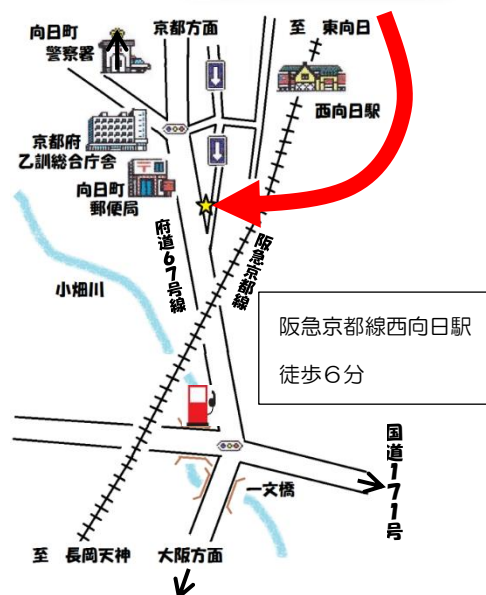 向日町
警察署
京都方面
至　東向日
西向日駅
京都府
乙訓総合庁舎
向日町
郵便局
府道67号線
阪急京都線
小畑川
阪急京都線西向日駅
徒歩６分
国道171号
一文橋
至　長岡天神
大阪方面